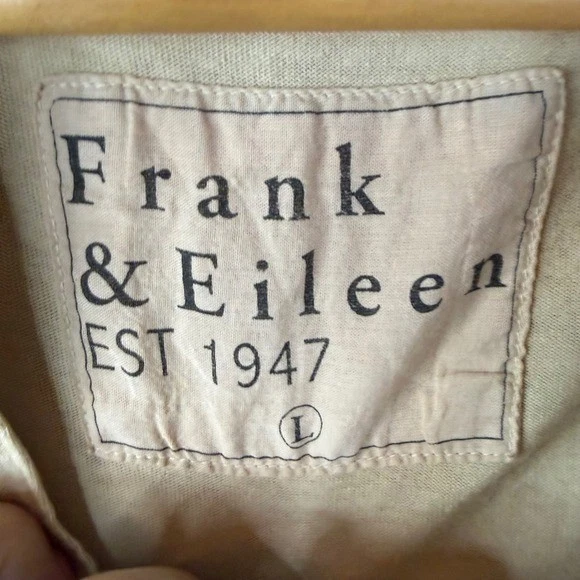 Frank
& Eileen
EST 1947
L